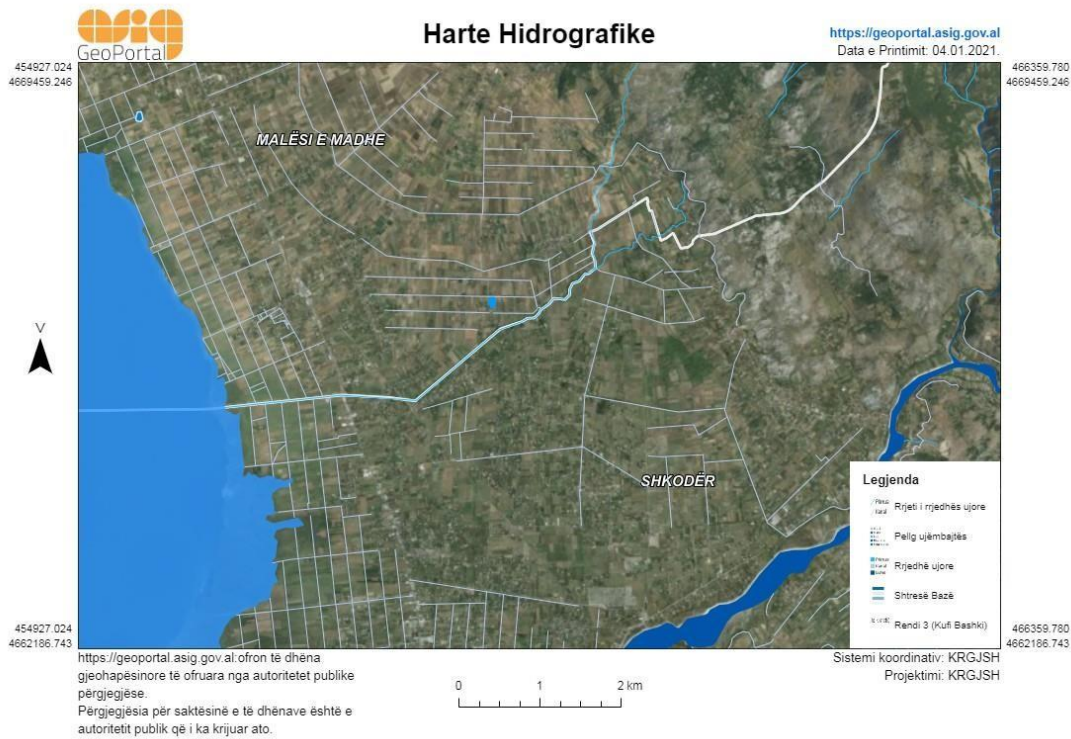 asig
GeoPortal
Harte Hidrografike
https://geoportal.asig.gov.al
Data e Printimit: 04.01.2021.
454927.024
4669459.246
466359.780
4669459.246
MALËSI E MADHE
SHKODËR
V
Legjenda
Rrjeti i rrjedhës ujore
Pellg ujëmbajtës
Rrjedhë ujore
Shtresë Bazë
Rendi 3 (Kufi Bashki)
454927.024
4662186.743
466359.780
4662186.743
https://geoportal.asig.gov.al:ofron të dhëna
gjeohapësinore të ofruara nga autoritetet publike
përgjegjëse.
Përgjegjësia për saktësinë e të dhënave është e
autoritetit publik që i ka krijuar ato.
0 1 2 km
Sistemi koordinativ: KRGJSH
Projektimi: KRGJSH